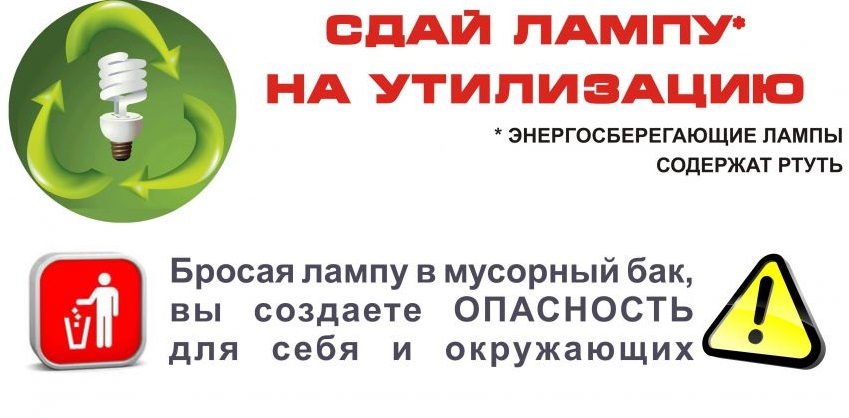 СДАЙ ЛАМПУ*
НА УТИЛИЗАЦИЮ
* ЭНЕРГОСБЕРЕГАЮЩИЕ ЛАМПЫ
СОДЕРЖАТ РТУТЬ
Бросая лампу в мусорный бак,
вы создаете ОПАСНОСТЬ
для себя и окружающих
!